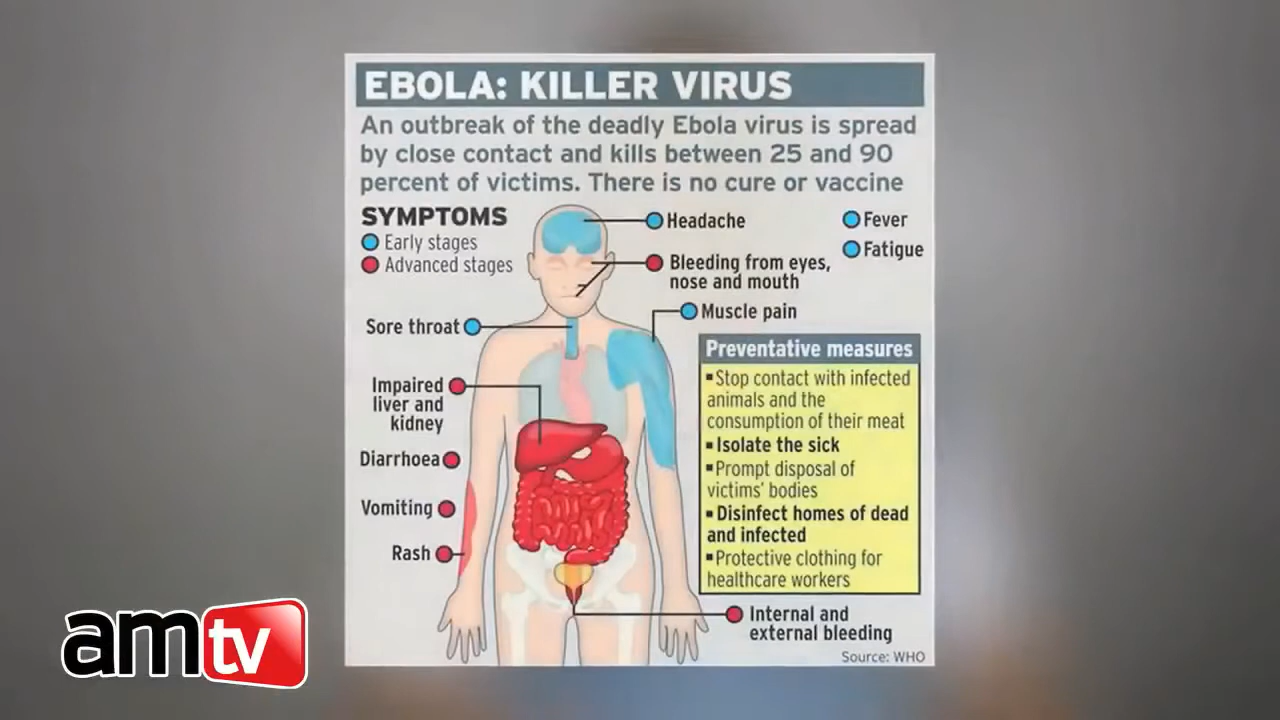 EBOLA: KILLER VIRUS
An outbreak of the deadly Ebola virus is spread
by close contact and kills between 25 and 90
percent of victims. There is no cure or vaccine
SYMPTOMS
Early stages
Advanced stages
Headache
Fever
Fatigue
Bleeding from eyes,
nose and mouth
Muscle pain
Sore throat
Impaired
liver and
kidney
Diarrhoea
Vomiting
Rash
Preventative measures
▪Stop contact with infected
animals and the
consumption of their meat
▪Isolate the sick
▪Prompt disposal of
victims' bodies
▪Disinfect homes of dead
and infected
▪Protective clothing for
healthcare workers
Internal and
external bleeding
Source: WHO
amtv